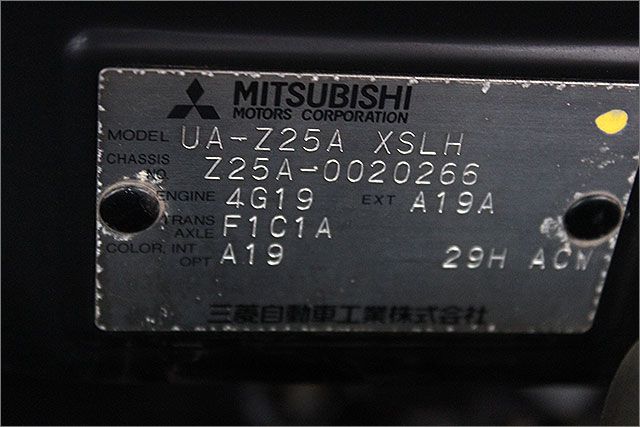 MITSUBISHI
MOTORS CORPORATION
MODEL UA-Z25A XSLH
CHASSIS NO. Z25A-0020266
ENGINE 4G19 EXT A19A
TRANS AXLE F1C1A
COLOR, INT OPT A19 29H ACW
三菱自動車工業株式会社